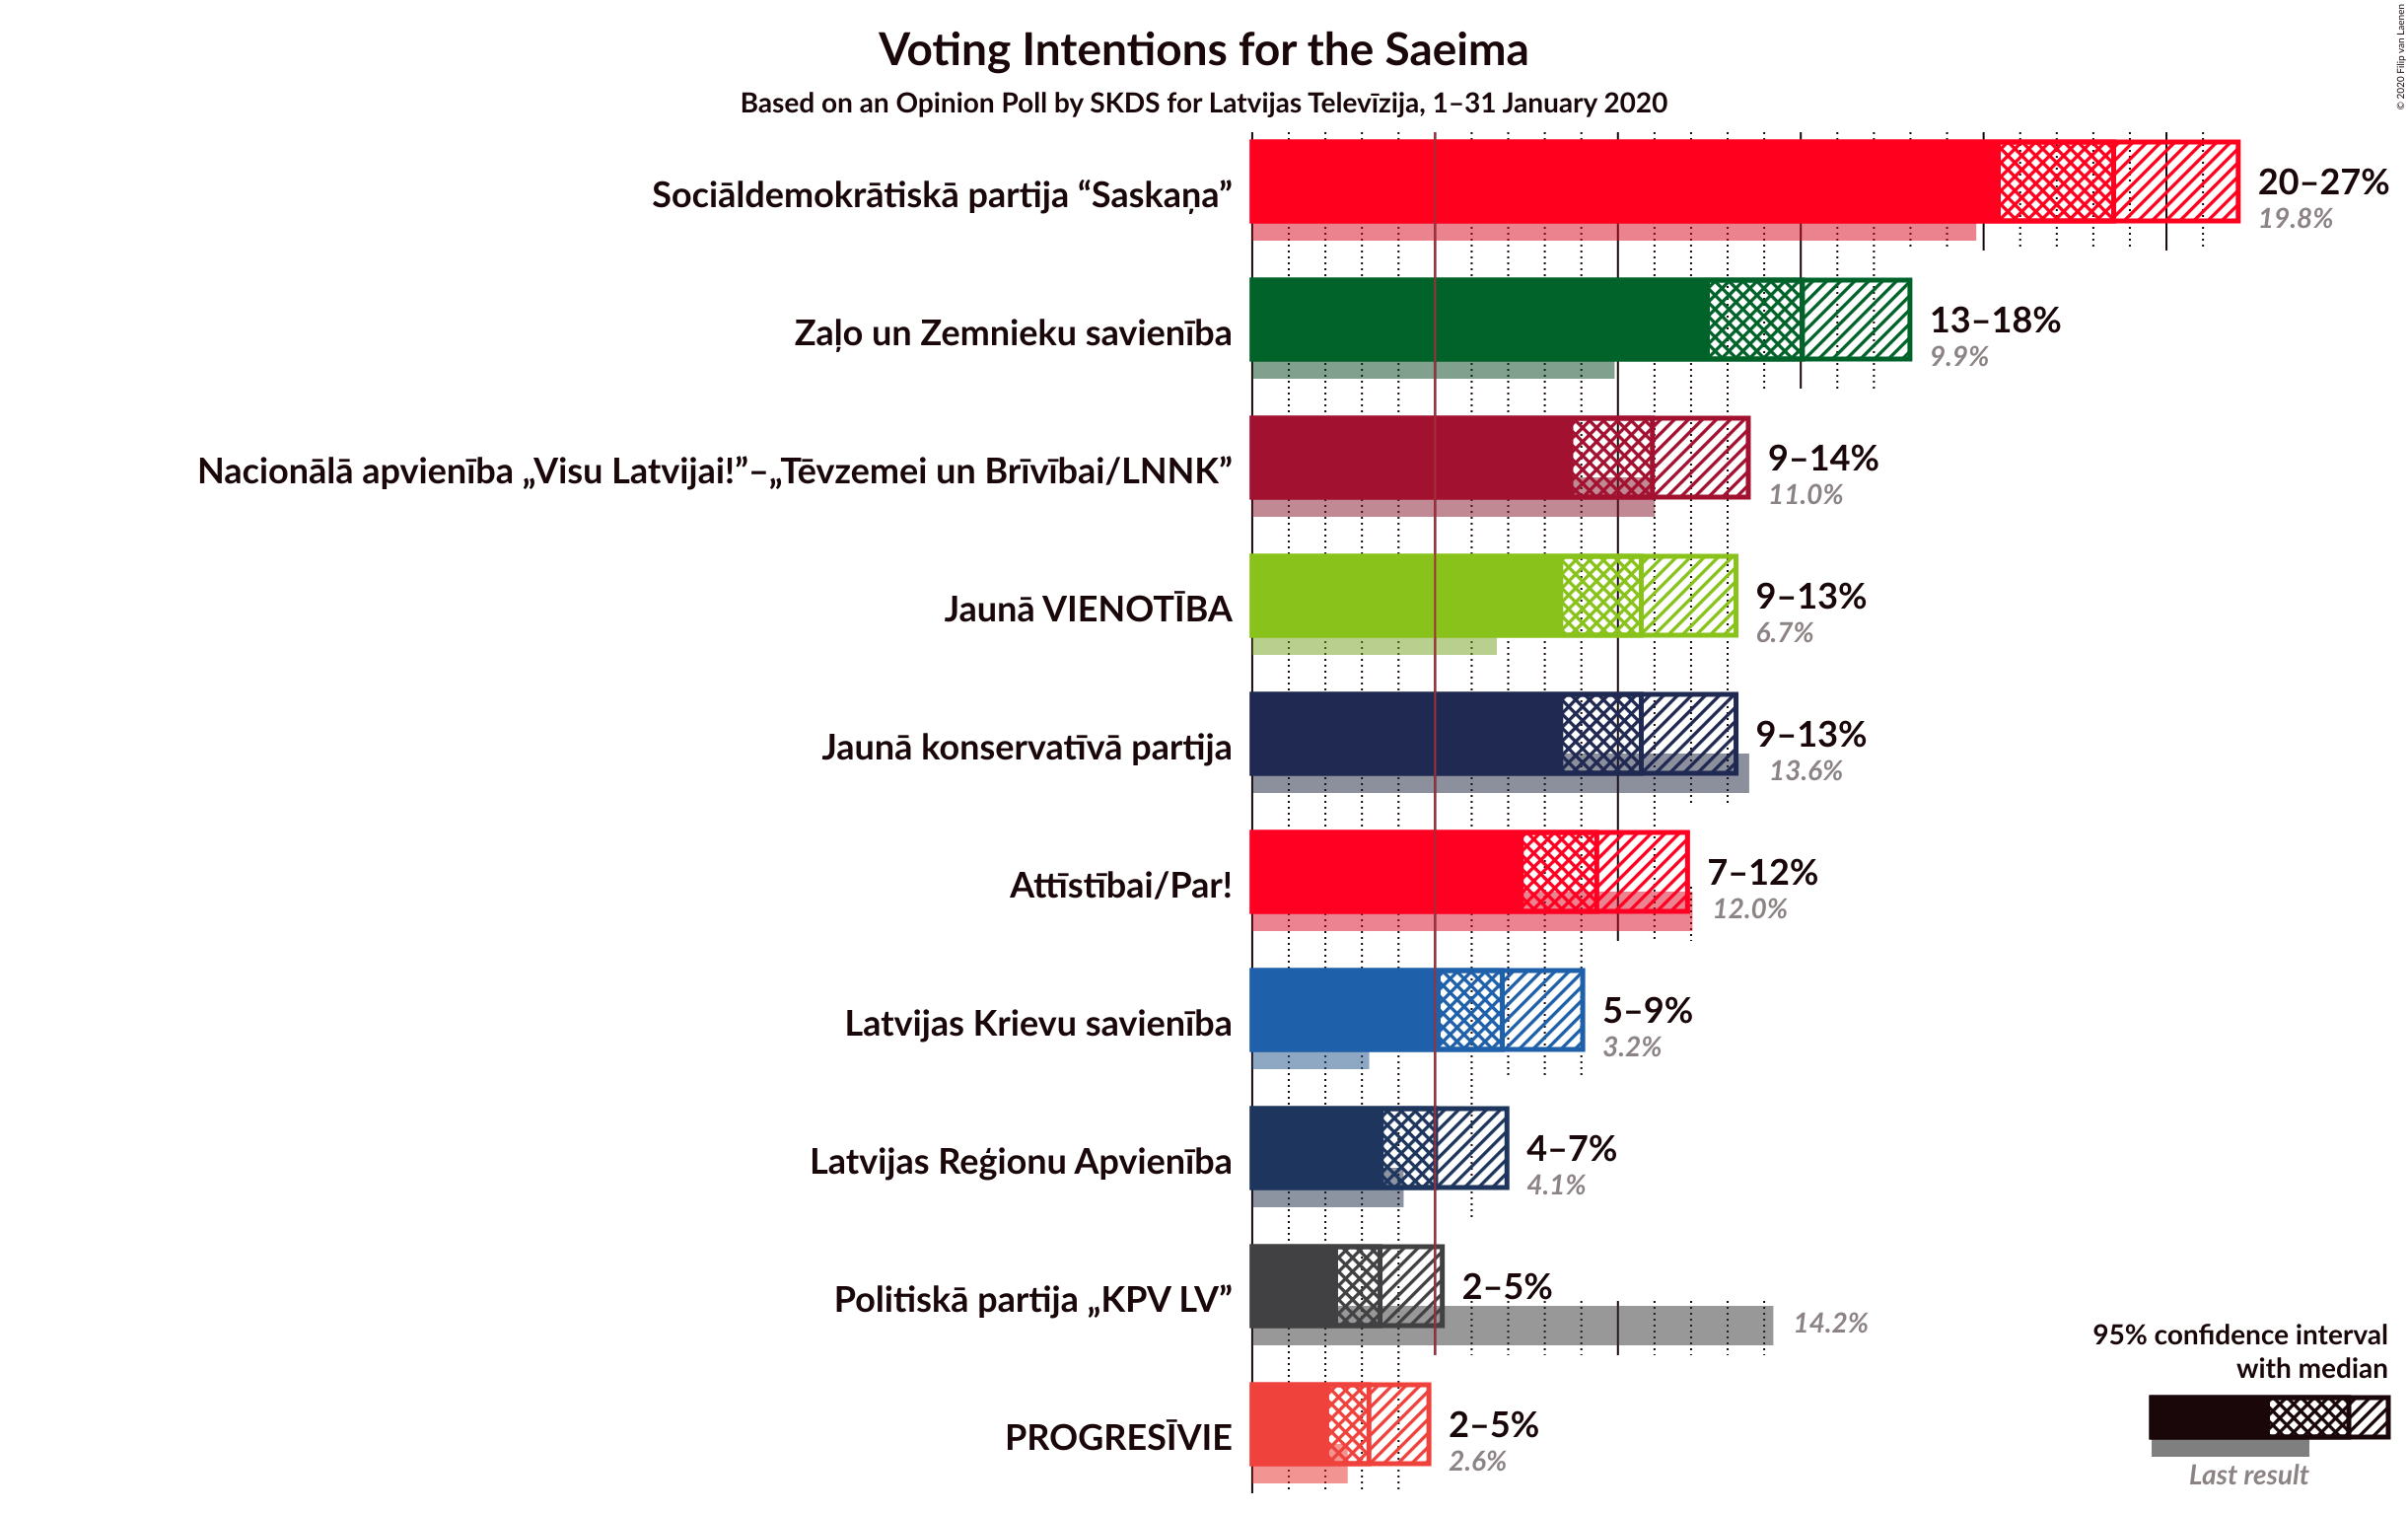 Voting Intentions for the Saeima
Based on an Opinion Poll by SKDS for Latvijas Televīzija, 1–31 January 2020
© 2020 Filip van Laenen
Sociāldemokrātiskā partija “Saskaņa”
20–27%
19.8%
Zaļo un Zemnieku savienība
13–18%
9.9%
Nacionālā apvienība „Visu Latvijai!”–„Tēvzemei un Brīvībai/LNNK”
9–14%
11.0%
Jaunā VIENOTĪBA
9–13%
6.7%
Jaunā konservatīvā partija
9–13%
13.6%
Attīstībai/Par!
7–12%
12.0%
Latvijas Krievu savienība
5–9%
3.2%
Latvijas Reģionu Apvienība
4–7%
4.1%
Politiskā partija „KPV LV”
2–5%
14.2%
PROGRESĪVIE
2–5%
2.6%
95% confidence interval
with median
Last result